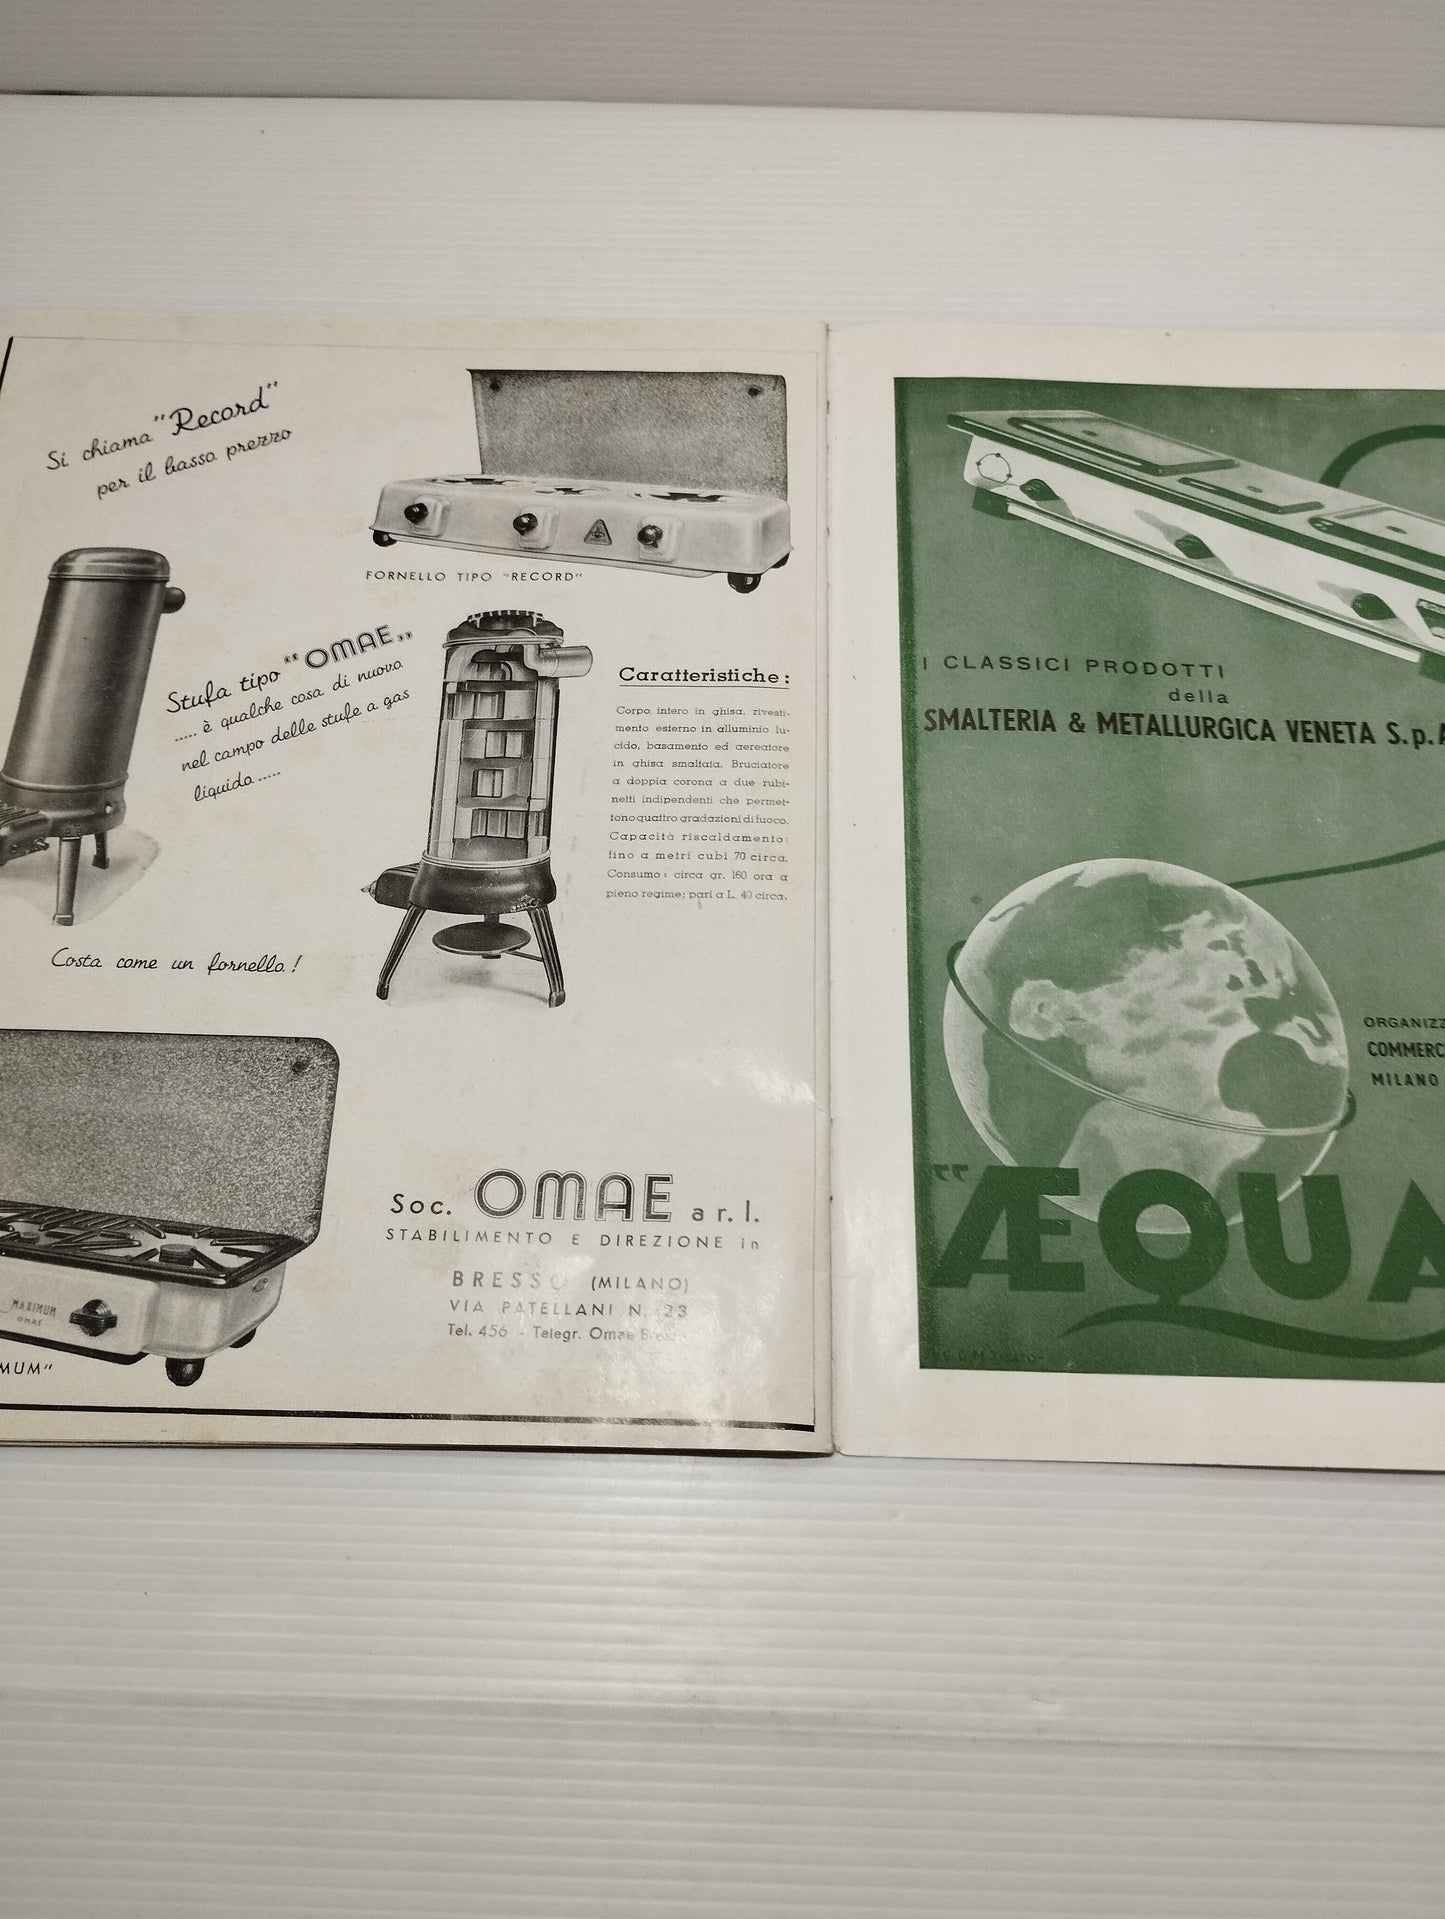 Si chiama "Record"
per il basso prezzo
FORNELLO TIPO "RECORD"
Stufa tipo "OMAE"
..... è qualche cosa di nuovo
nel campo delle stufe a gas
liquido .....
Caratteristiche :
Corpo intero in ghisa, rivesti-
mento esterno in alluminio lu-
cido, basamento ed aereatore
in ghisa smaltata. Bruciatore
a doppia corona a due rubi-
netti indipendenti che permet-
tono quattro gradazioni di fuoco.
Capacità riscaldamento:
fino a metri cubi 70 circa.
Consumo: circa gr. 160 ora a
pieno regime; pari a L. 40 circa.
Costa come un fornello!
MAXIMUM
OMAE
MUM"
Soc. OMAE a r. l.
STABILIMENTO E DIREZIONE in
BRESSO (MILANO)
VIA PATELLANI N. 23
Tel. 456 - Telegr. Omae Bresso
I CLASSICI PRODOTTI
della
SMALTERIA & METALLURGICA VENETA S.p.A
ORGANIZZ
COMMERC
MILANO
"ÆQUA